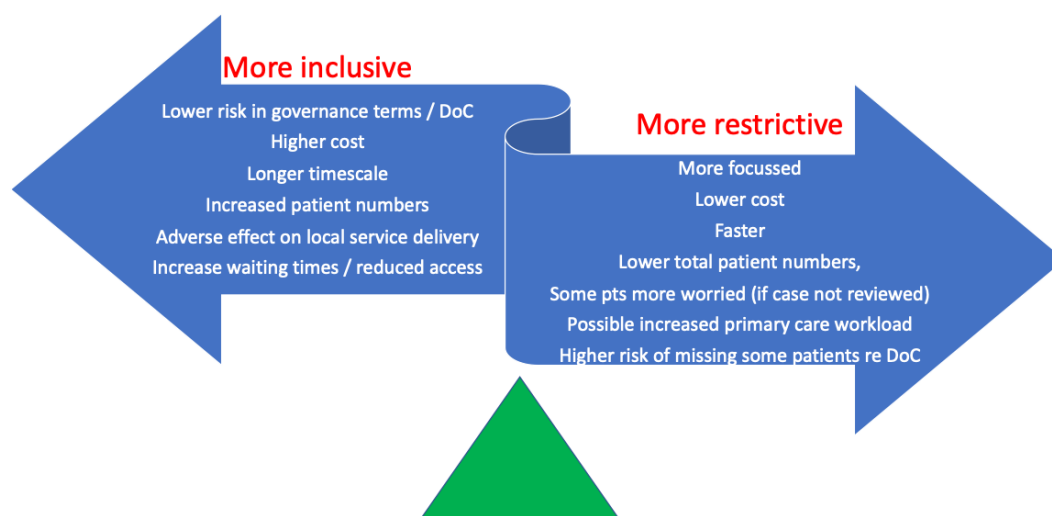 More inclusive
Lower risk in governance terms / DoC
Higher cost
Longer timescale
Increased patient numbers
Adverse effect on local service delivery
Increase waiting times / reduced access
More restrictive
More focussed
Lower cost
Faster
Lower total patient numbers,
Some pts more worried (if case not reviewed)
Possible increased primary care workload
Higher risk of missing some patients re DoC